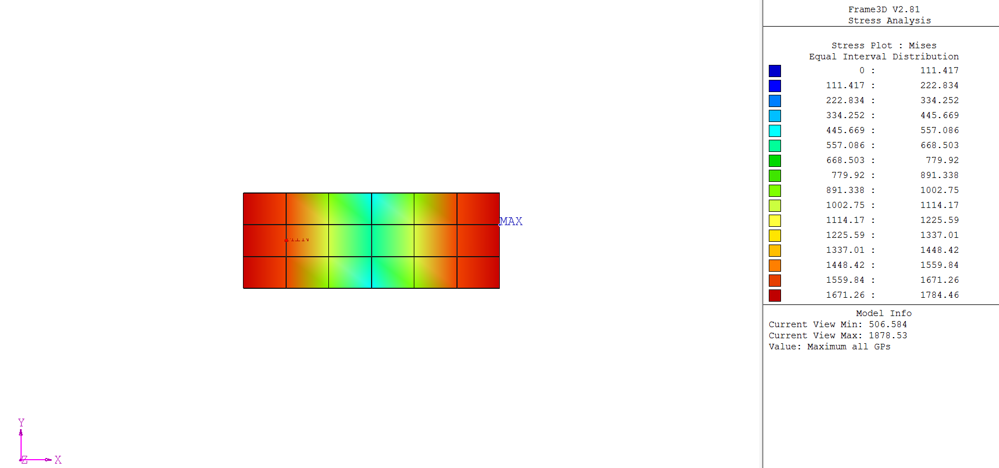 Frame3D V2.81
Stress Analysis
Stress Plot : Mises
Equal Interval Distribution
0 : 111.417
111.417 : 222.834
222.834 : 334.252
334.252 : 445.669
445.669 : 557.086
557.086 : 668.503
668.503 : 779.92
779.92 : 891.338
891.338 : 1002.75
1002.75 : 1114.17
1114.17 : 1225.59
1225.59 : 1337.01
1337.01 : 1448.42
1448.42 : 1559.84
1559.84 : 1671.26
1671.26 : 1784.46
Model Info
Current View Min: 506.584
Current View Max: 1878.53
Value: Maximum all GPs
MAX
Y
Z X